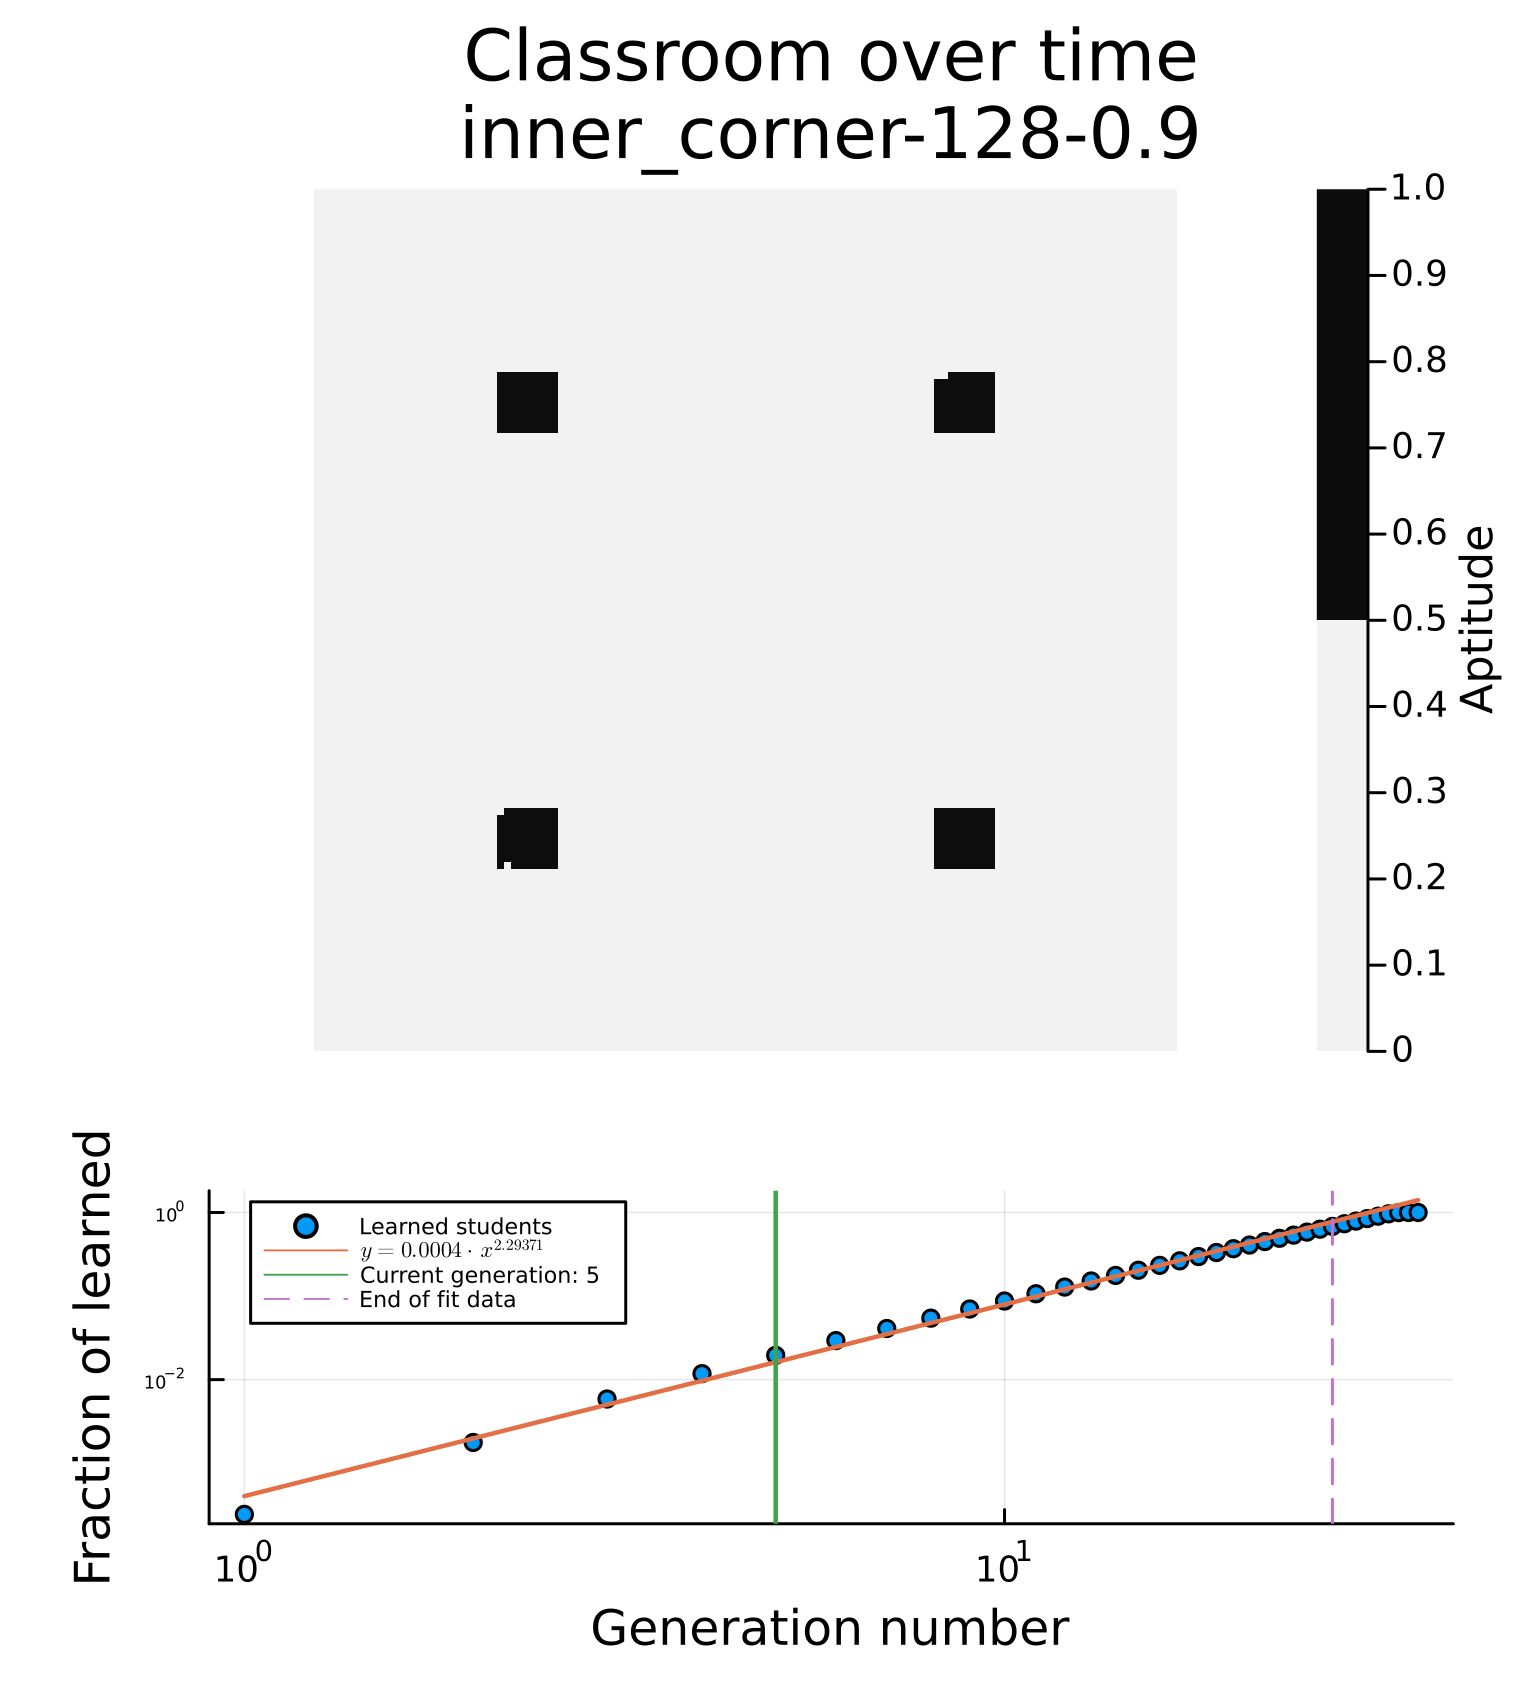 Classroom over time
inner_corner-128-0.9
1.0
0.9
0.8
0.7
0.6
0.5
0.4
0.3
0.2
0.1
0
Aptitude
Fraction of learned
10^0
10^-2
Learned students
y = 0.0004 · x^2.29371
Current generation: 5
End of fit data
10^0
10^1
Generation number